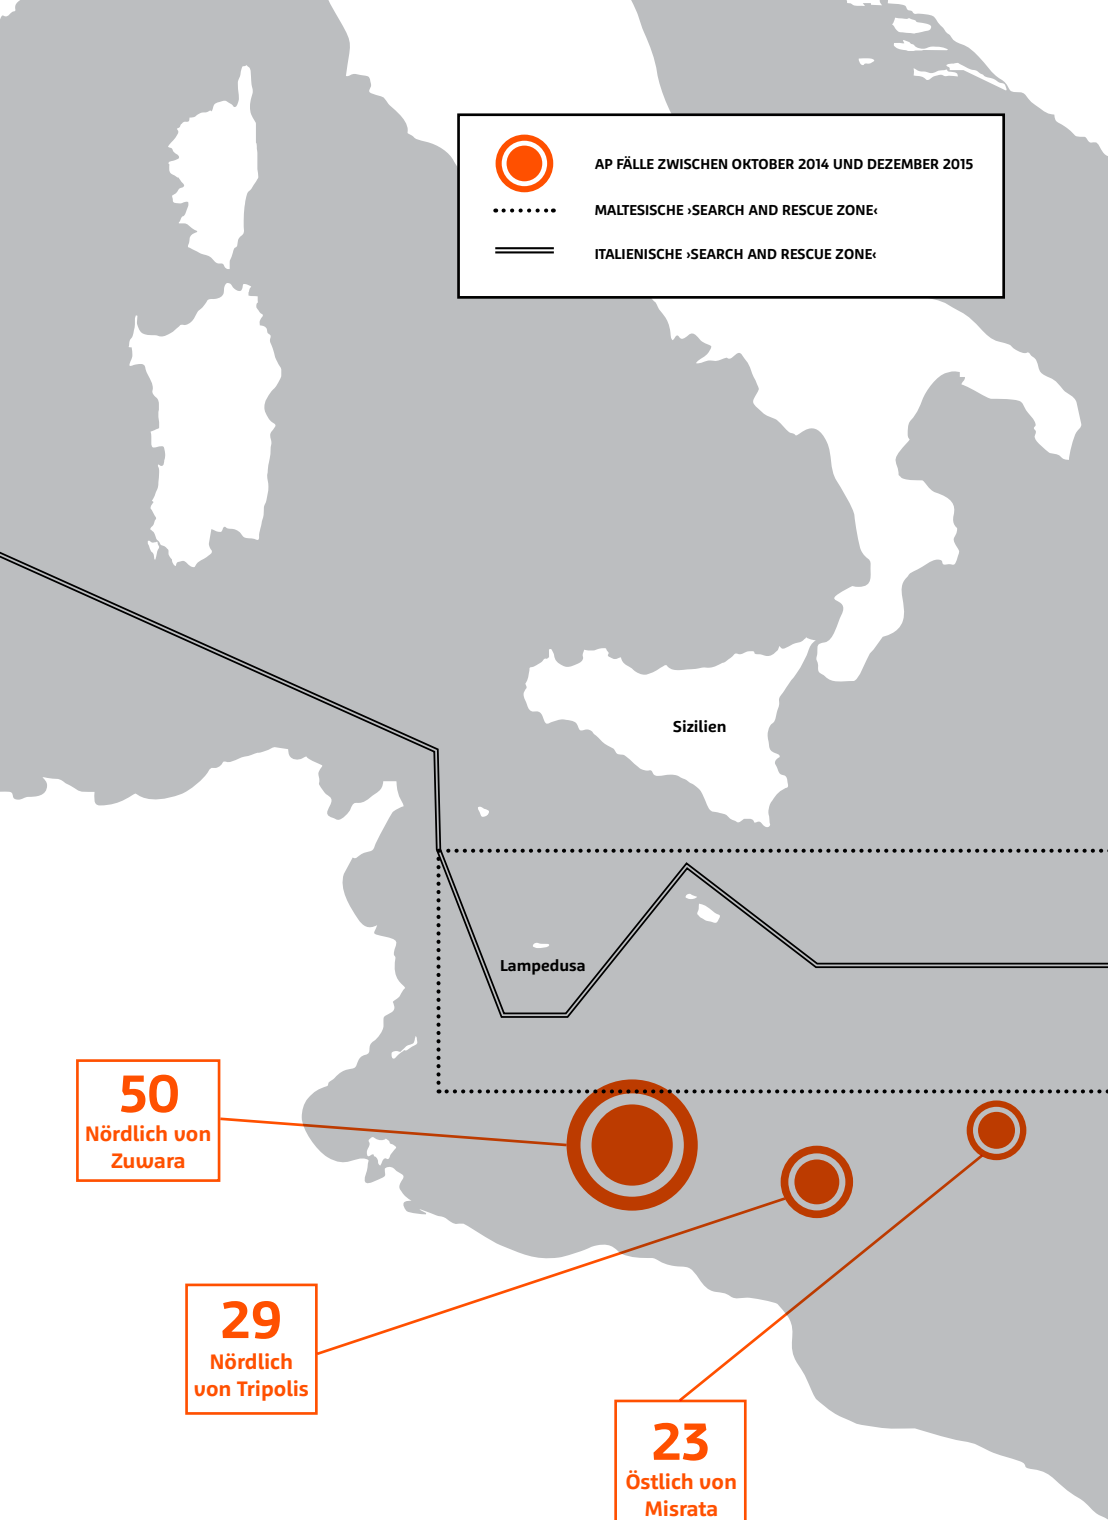 AP FÄLLE ZWISCHEN OKTOBER 2014 UND DEZEMBER 2015
MALTESISCHE ›SEARCH AND RESCUE ZONE‹
ITALIENISCHE ›SEARCH AND RESCUE ZONE‹
Sizilien
Lampedusa
50
Nördlich von
Zuwara
29
Nördlich
von Tripolis
23
Östlich von
Misrata